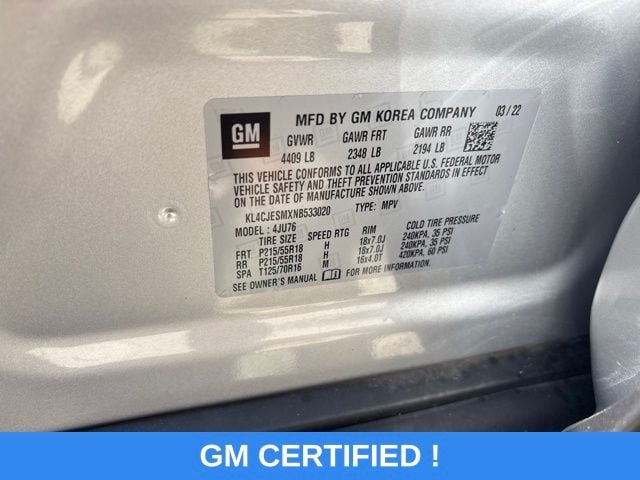 GM
MFD BY GM KOREA COMPANY 03/22
GVWR GAWR FRT GAWR RR
4409 LB 2348 LB 2194 LB
THIS VEHICLE CONFORMS TO ALL APPLICABLE U.S. FEDERAL MOTOR
VEHICLE SAFETY AND THEFT PREVENTION STANDARDS IN EFFECT
ON THE DATE OF MANUFACTURE SHOWN ABOVE.
KL4CJESMXNB533020 TYPE: MPV
MODEL: 4JU76
TIRE SIZE SPEED RTG RIM COLD TIRE PRESSURE
FRT P215/55R18 H 18x7.0J 240KPA, 35 PSI
RR P215/55R18 H 18x7.0J 240KPA, 35 PSI
SPA T125/70R16 M 16x4.0T 420KPA, 60 PSI
SEE OWNER'S MANUAL FOR MORE INFORMATION.
GM CERTIFIED !